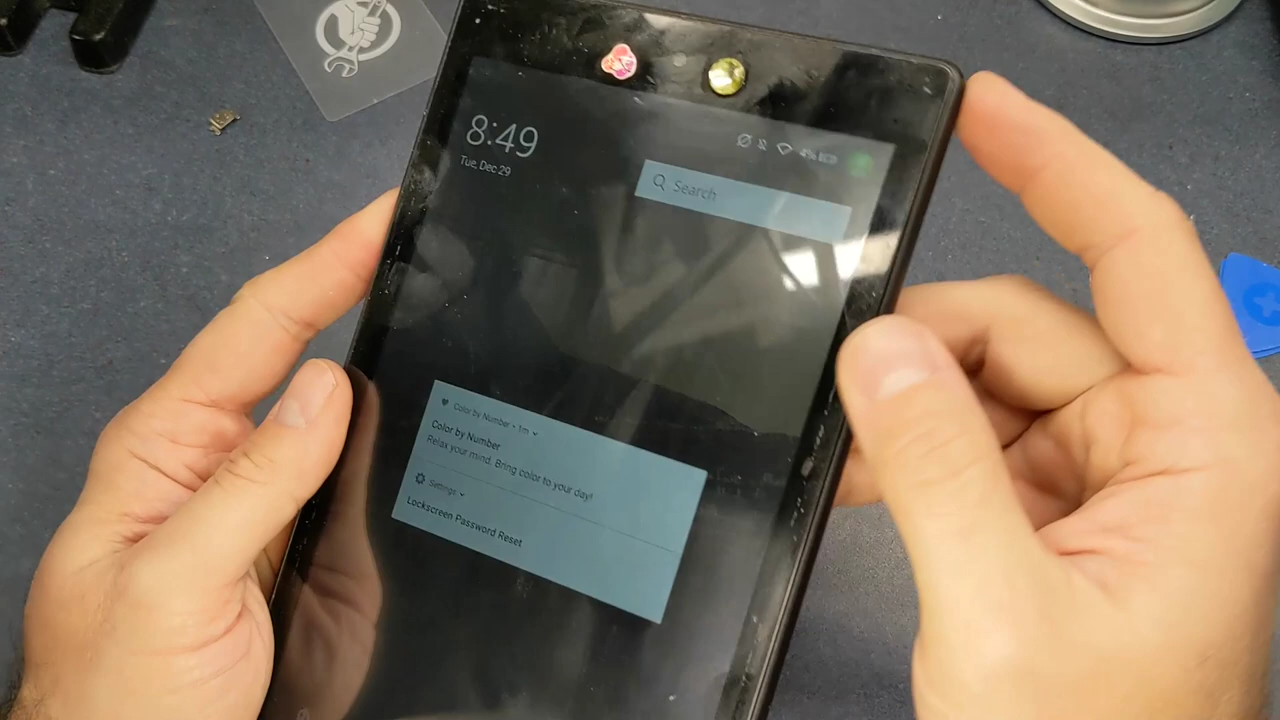 8:49
Tue, Dec 29
Search
Color by Number • 1m
Color by Number
Relax your mind. Bring color to your day!
Settings
Lockscreen Password Reset